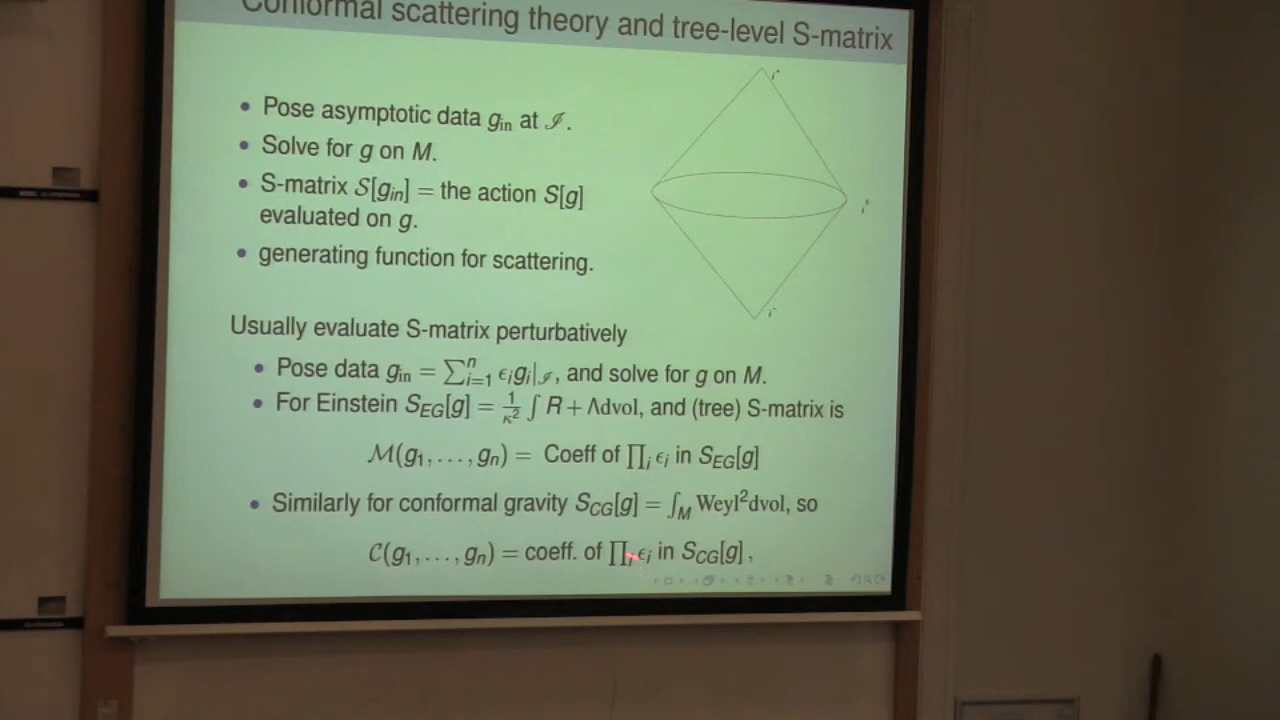 Conformal scattering theory and tree-level S-matrix
• Pose asymptotic data g_in at ℐ.
• Solve for g on M.
• S-matrix 𝒮[g_in] = the action S[g]
evaluated on g.
• generating function for scattering.
Usually evaluate S-matrix perturbatively
• Pose data g_in = ∑_{i=1}^n ϵ_i g_i|_ℐ, and solve for g on M.
• For Einstein S_EG[g] = 1/κ² ∫ R + Λdvol, and (tree) S-matrix is
ℳ(g_1, …, g_n) = Coeff of ∏_i ϵ_i in S_EG[g]
• Similarly for conformal gravity S_CG[g] = ∫_M Weyl²dvol, so
𝒞(g_1, …, g_n) = coeff. of ∏_i ϵ_i in S_CG[g],